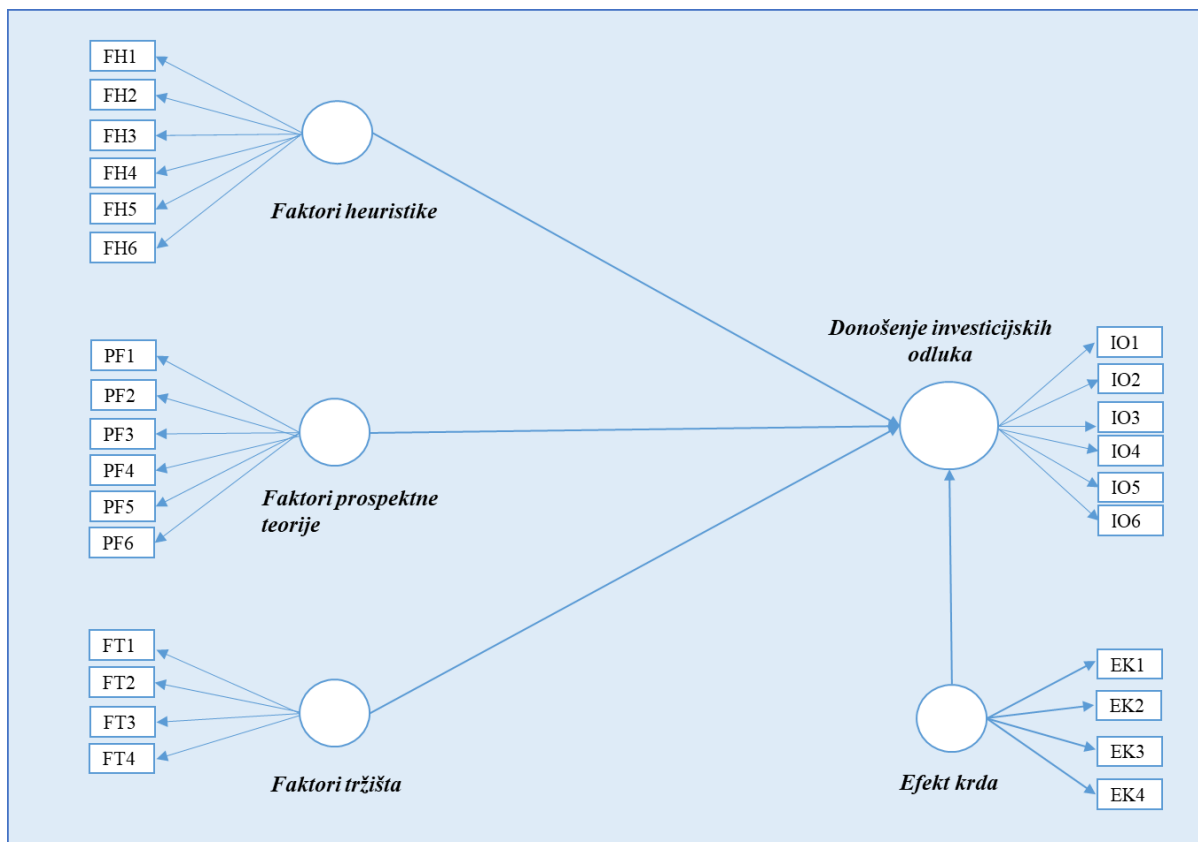 FH1
FH2
FH3
FH4
FH5
FH6
Faktori heuristike
PF1
PF2
PF3
PF4
PF5
PF6
Faktori prospektne
teorije
FT1
FT2
FT3
FT4
Faktori tržišta
Donošenje investicijskih
odluka
IO1
IO2
IO3
IO4
IO5
IO6
EK1
EK2
EK3
EK4
Efekt krda